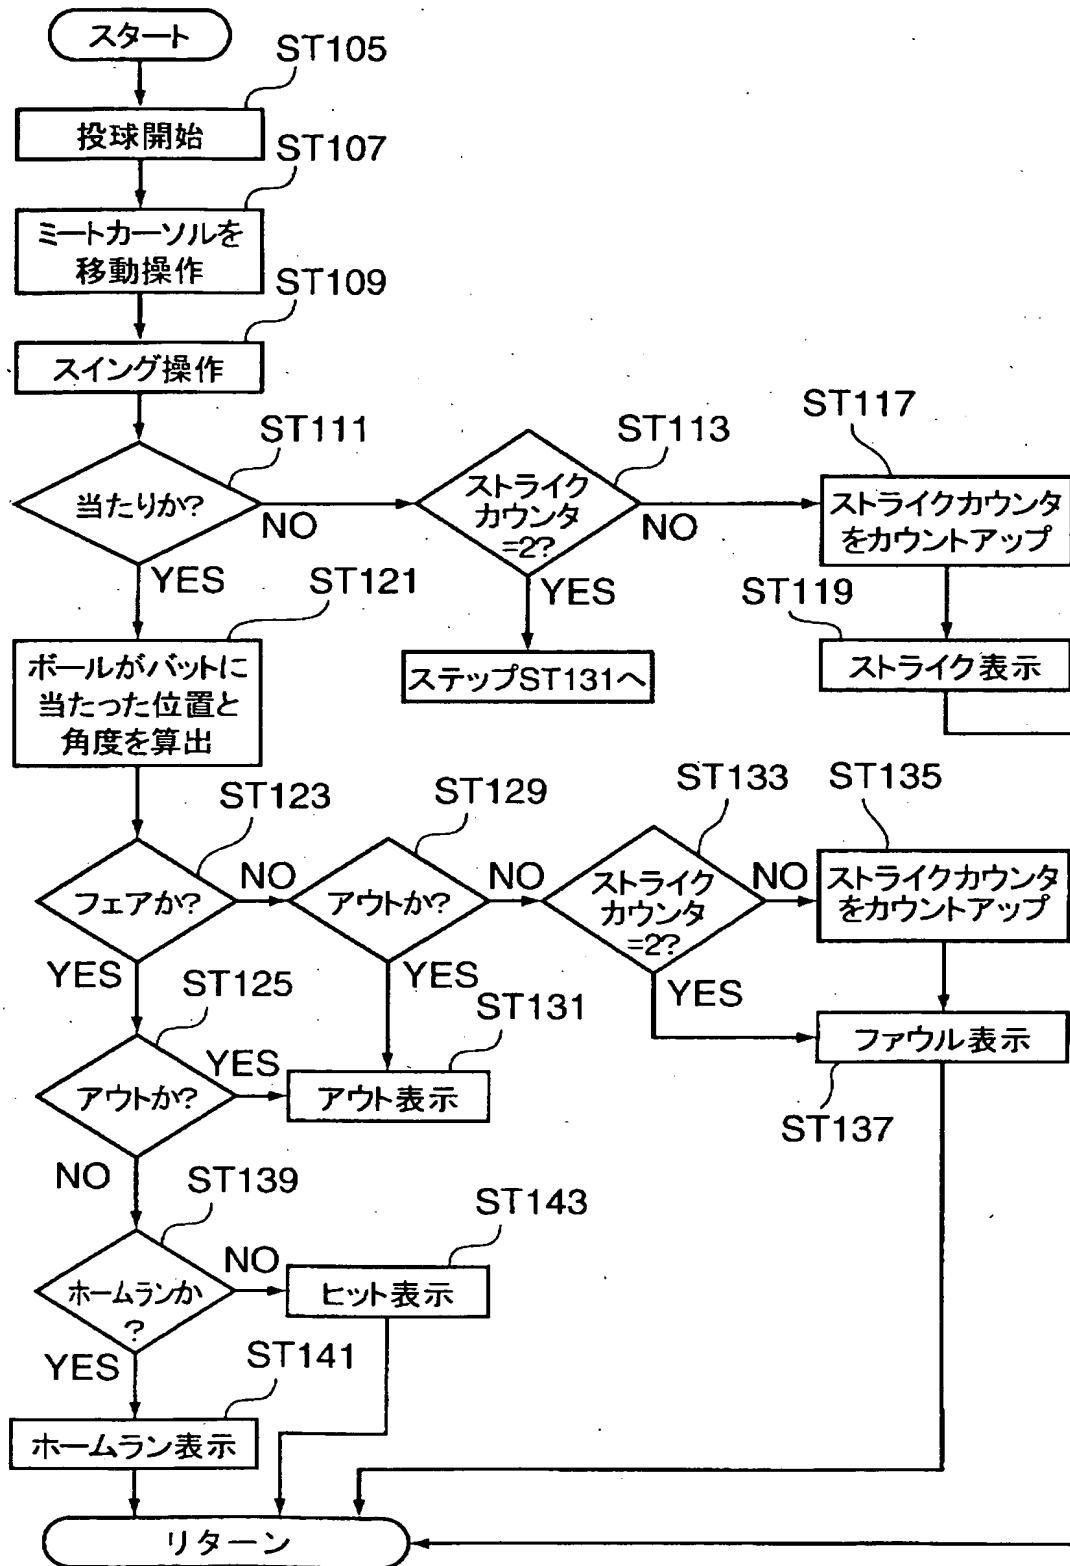 スタート
ST105
投球開始
ST107
ミートカーソルを
移動操作
ST109
スイング操作
ST111
当たりか?
NO
YES
ST113
ストライク
カウンタ
=2?
NO
YES
ST117
ストライクカウンタ
をカウントアップ
ST119
ストライク表示
ステップST131へ
ST121
ボールがバットに
当たった位置と
角度を算出
ST123
フェアか?
NO
YES
ST129
アウトか?
NO
YES
ST133
ストライク
カウンタ
=2?
NO
YES
ST135
ストライクカウンタ
をカウントアップ
ST125
アウトか?
YES
NO
ST131
アウト表示
ファウル表示
ST137
ST139
ホームランか
?
NO
YES
ST143
ヒット表示
ST141
ホームラン表示
リターン